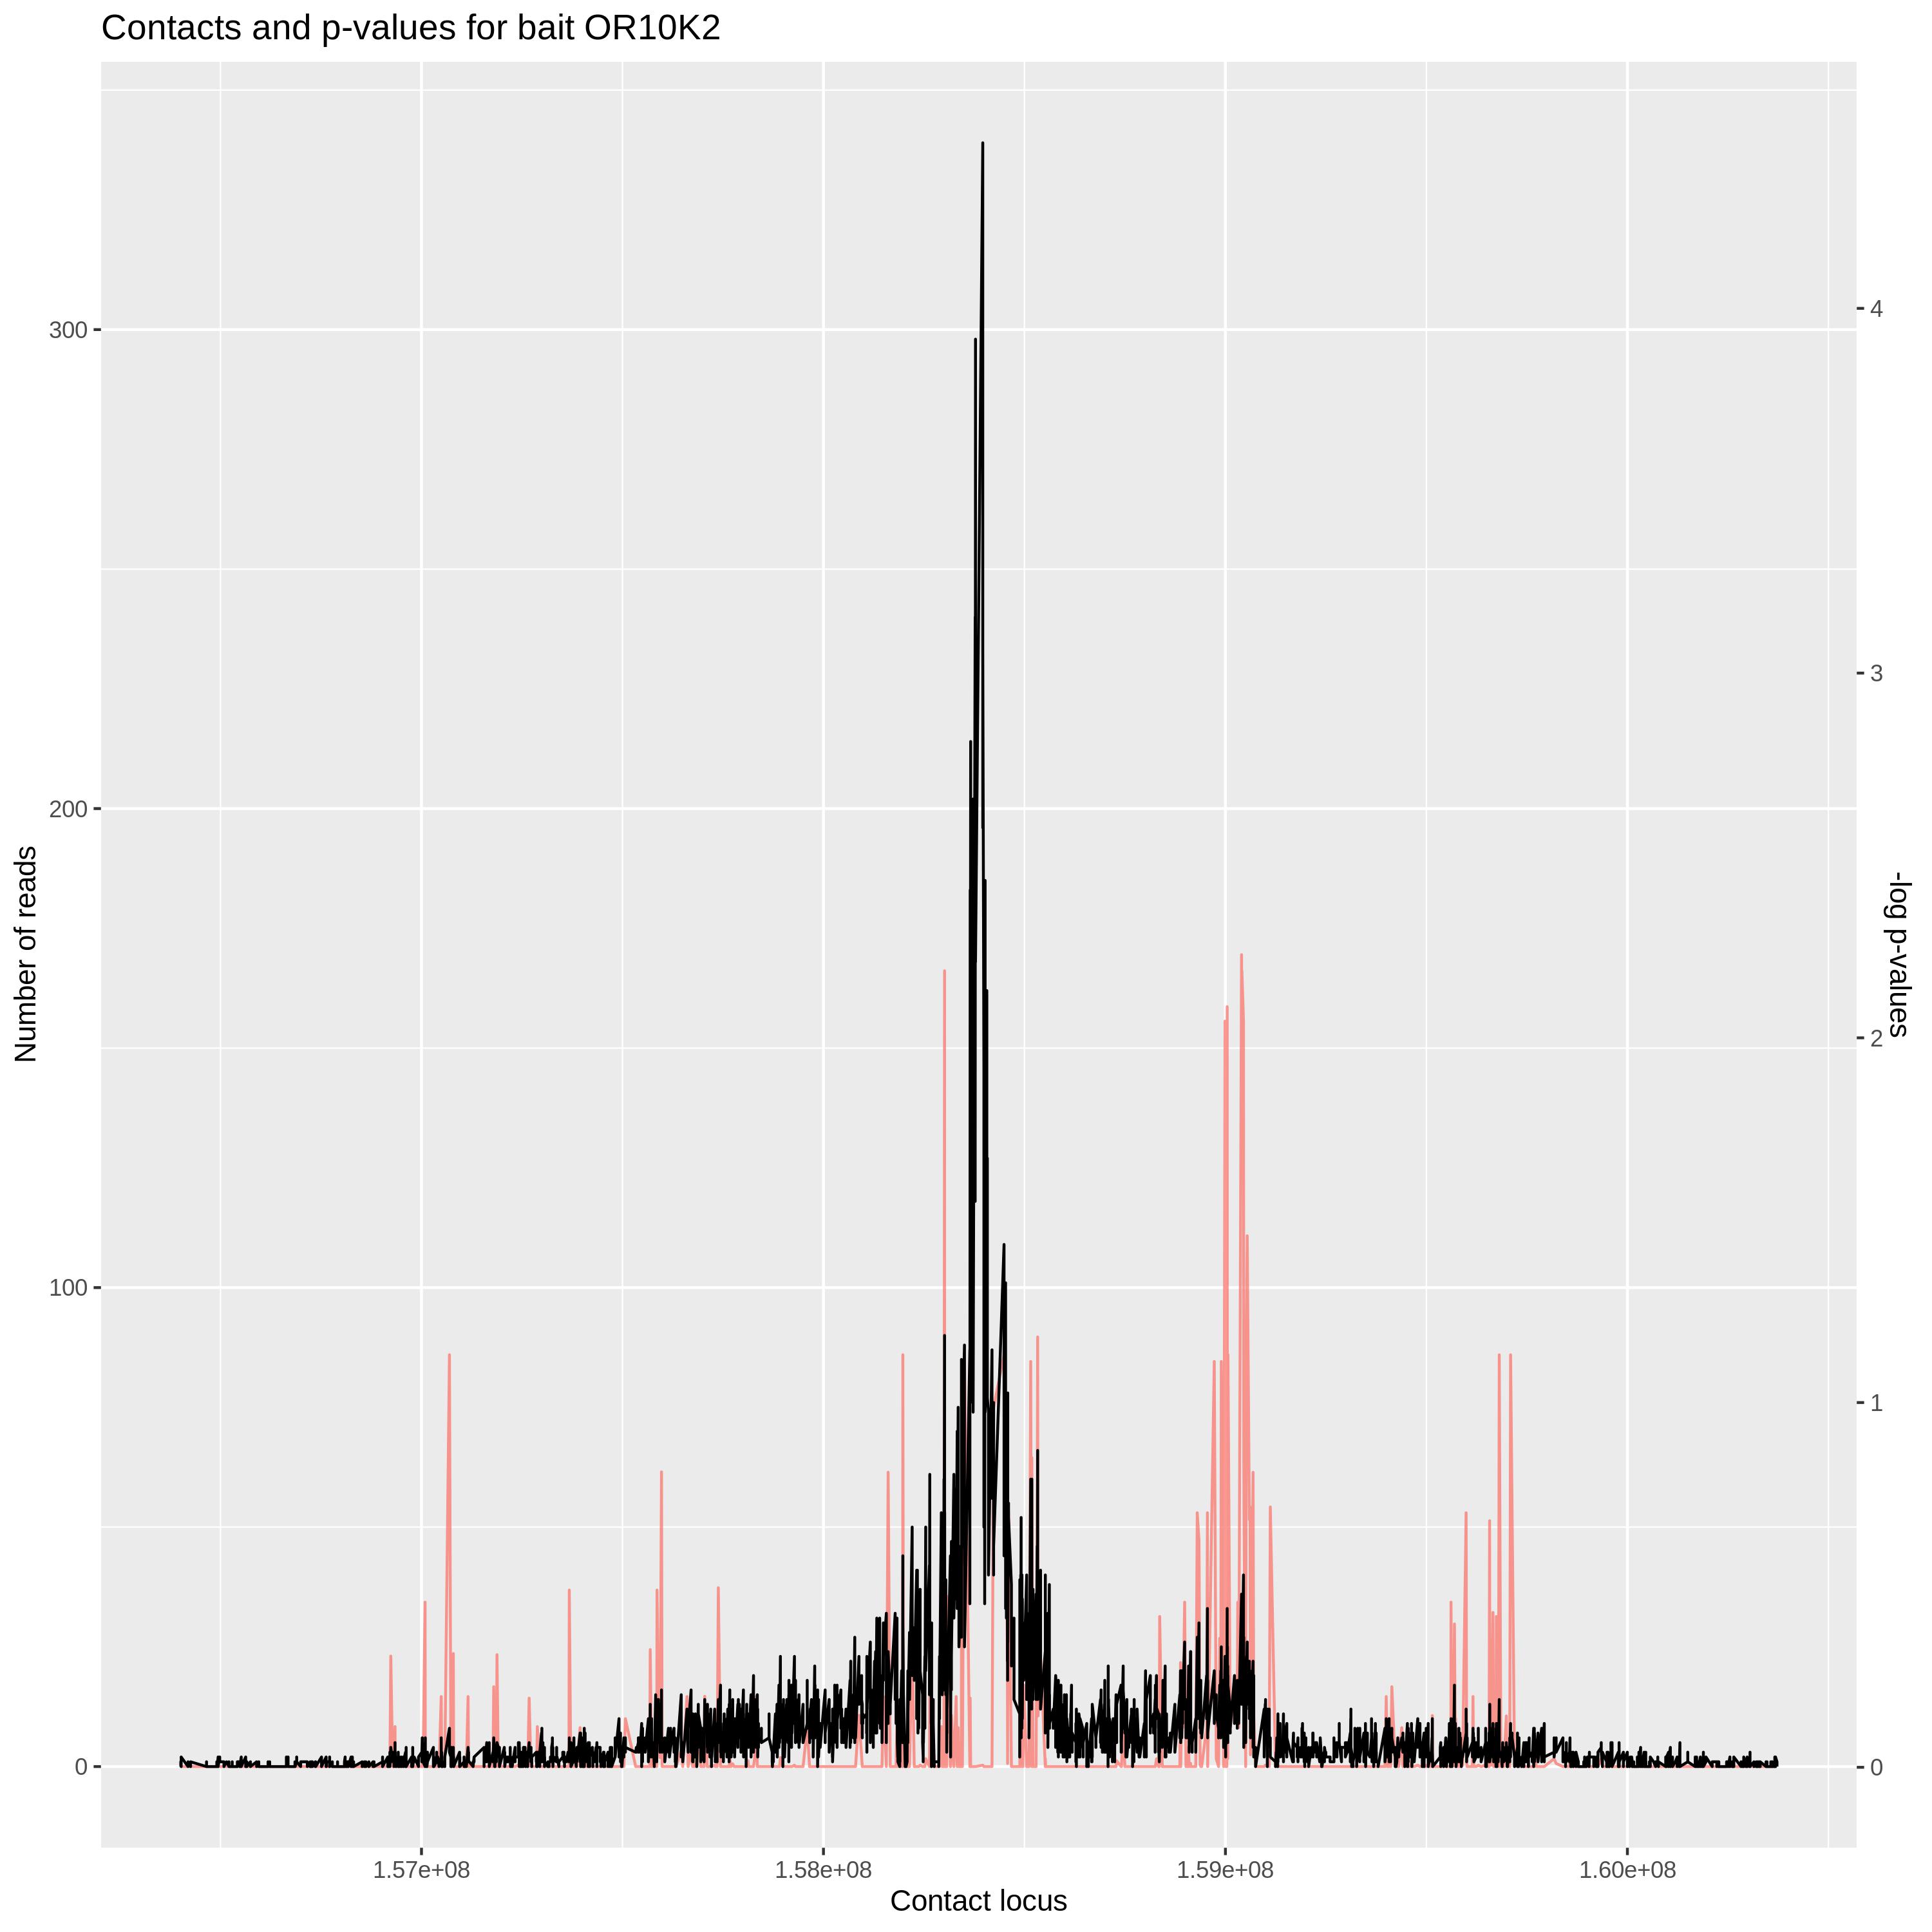 Contacts and p-values for bait OR10K2
Number of reads
300
200
100
0
4
3
2
1
0
-log p-values
1.57e+08
1.58e+08
1.59e+08
1.60e+08
Contact locus